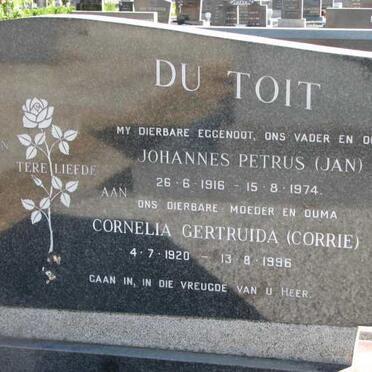 DU TOIT
MY DIERBARE EGGENOOT, ONS VADER EN
JOHANNES PETRUS (JAN)
TERE LIEFDE
26-6-1916 - 15-8-1974.
AAN
ONS DIERBARE MOEDER EN OUMA
CORNELIA GERTRUIDA (CORRIE)
4-7-1920 - 13-8-1996
GAAN IN, IN DIE VREUGDE VAN U HEER.